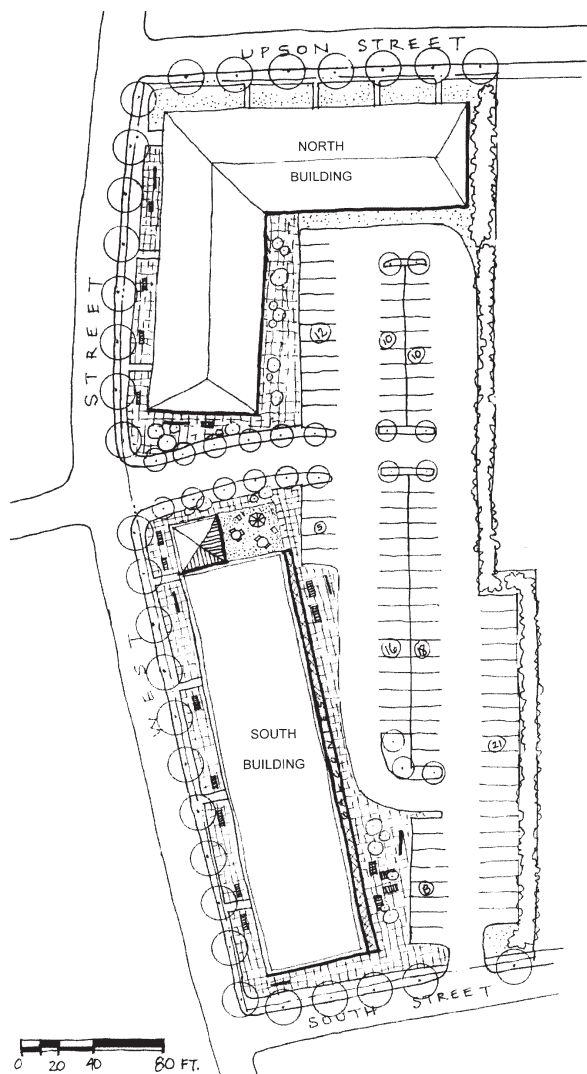 UPSON STREET
NORTH
BUILDING
WEST STREET
12
10
10
5
16
18
SOUTH
BUILDING
BALCONIES
21
8
SOUTH STREET
0 20 40 80 FT.